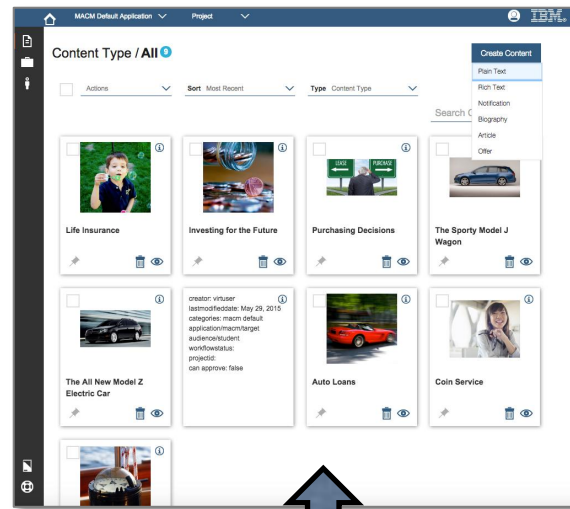 MACM Default Application Project
IBM
Content Type / All 9
Create Content
Plain Text
Rich Text
Notification
Biography
Article
Offer
Actions Sort Most Recent Type Content Type
Search
LEASE PURCHASE
Life Insurance
Investing for the Future
Purchasing Decisions
The Sporty Model J
Wagon
creator: virtuser
lastmodifieddate: May 29, 2015
categories: macm default
application/macm/target
audience/student
workflowstatus:
projectid:
can approve: false
The All New Model Z
Electric Car
Auto Loans
Coin Service